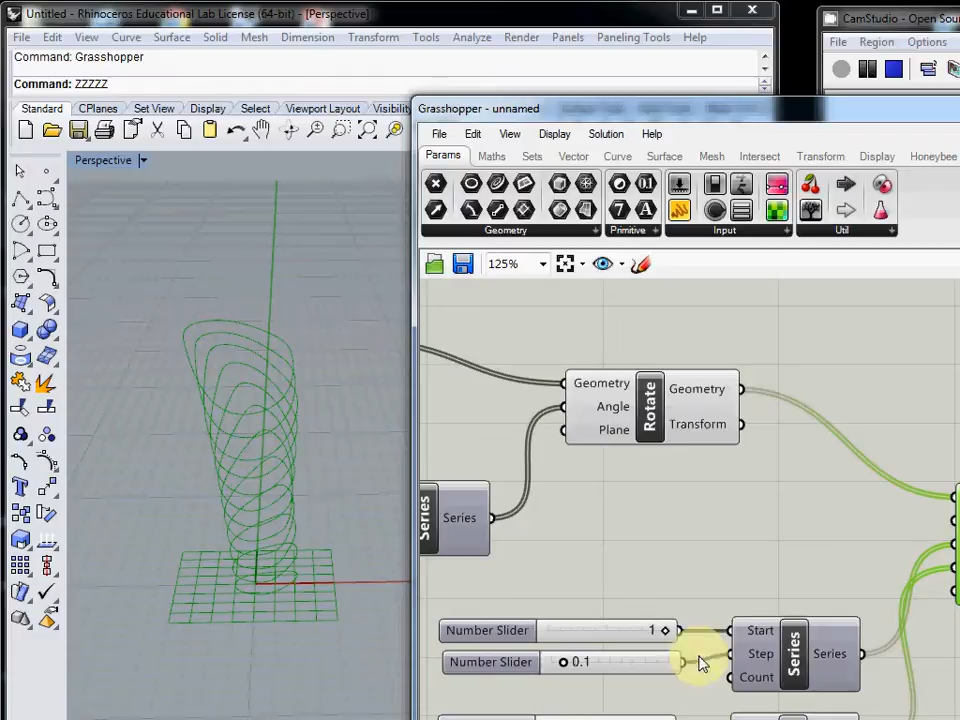 Untitled - Rhinoceros Educational Lab License (64-bit) - [Perspective]
File Edit View Curve Surface Solid Mesh Dimension Transform Tools Analyze Render Panels Paneling Tools Help
Command: Grasshopper
Command: ZZZZZ
Standard CPlanes Set View Display Select Viewport Layout
Perspective
CamStudio - Open
File Region Options
Grasshopper - unnamed
File Edit View Display Solution Help
Params Maths Sets Vector Curve Surface Mesh Intersect Transform Display Honeybee
Geometry Primitive Input Util
125%
Geometry
Angle
Plane
Rotate
Geometry
Transform
Series
Series
Number Slider 1
Number Slider 0.1
Start
Step
Count
Series
Series